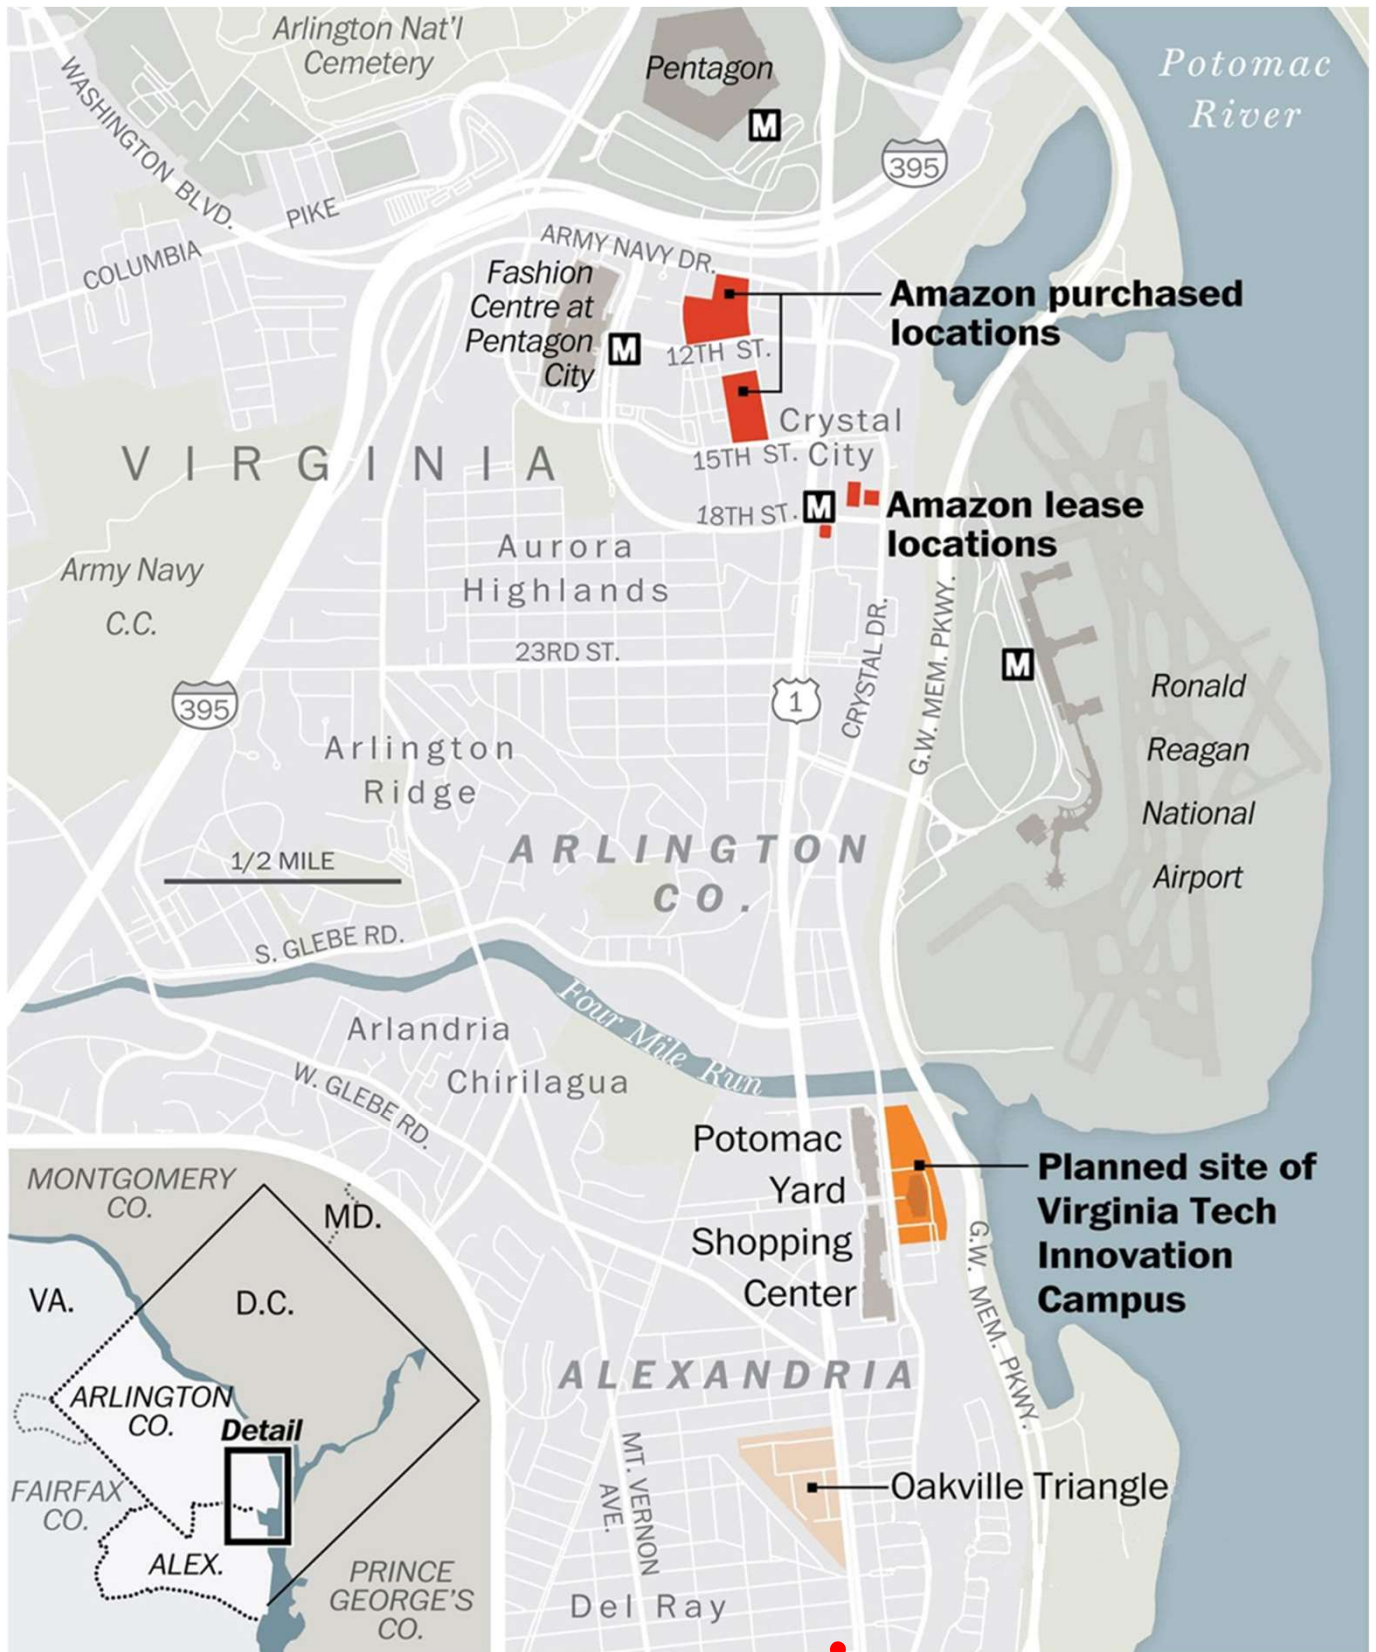 Arlington Nat'l
Cemetery
Pentagon
M
Potomac
River
WASHINGTON BLVD.
395
COLUMBIA PIKE
ARMY NAVY DR.
Fashion
Centre at
Pentagon
City
M
Amazon purchased
locations
12TH ST.
Crystal
City
15TH ST.
VIRGINIA
18TH ST.
M
Amazon lease
locations
Aurora
Highlands
Army Navy
C.C.
23RD ST.
CRYSTAL DR.
G.W. MEM. PKWY.
M
Ronald
Reagan
National
Airport
395
1
Arlington
Ridge
ARLINGTON
CO.
1/2 MILE
S. GLEBE RD.
Four Mile Run
Arlandria
Chirilagua
W. GLEBE RD.
Potomac
Yard
Shopping
Center
Planned site of
Virginia Tech
Innovation
Campus
G.W. MEM. PKWY.
ALEXANDRIA
MT. VERNON
AVE.
Oakville Triangle
Del Ray
MONTGOMERY
CO.
MD.
VA.
D.C.
ARLINGTON
CO.
Detail
FAIRFAX
CO.
ALEX.
PRINCE
GEORGE'S
CO.